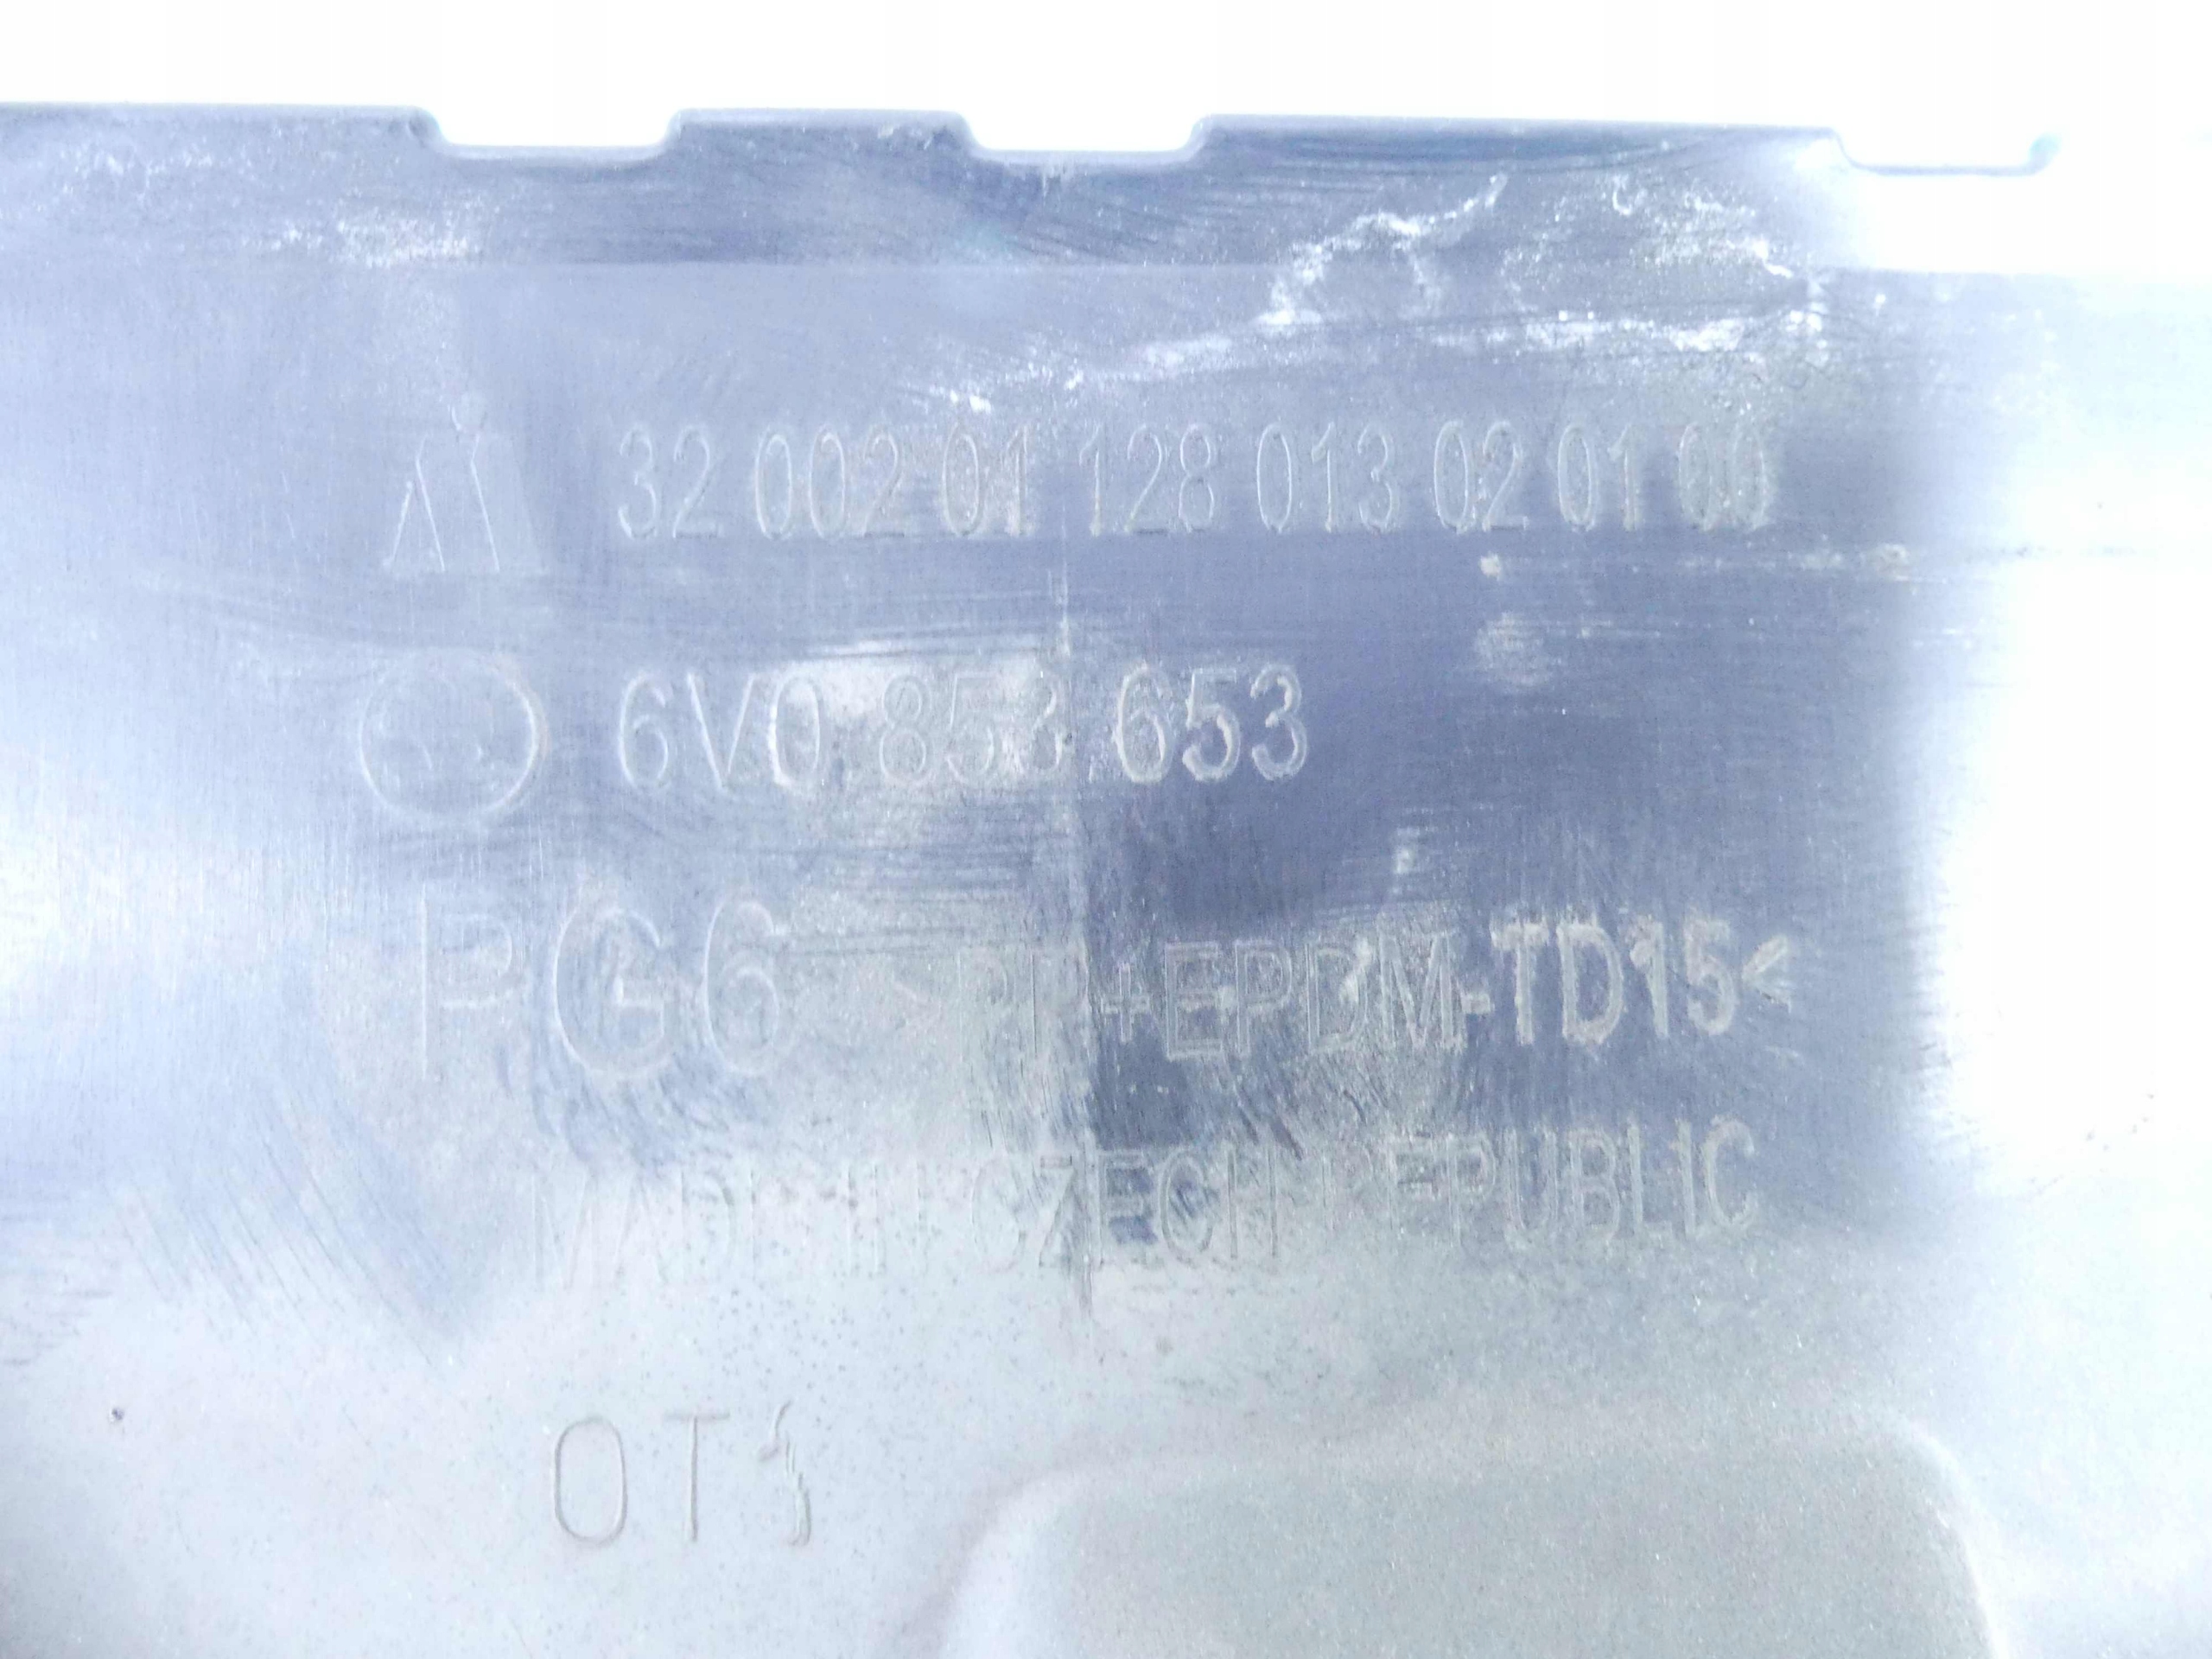 32 002 01 128 013 02 01 00
6V0 853 653
PG6 >PP+EPDM-TD15<
MADE IN CZECH REPUBLIC
OT